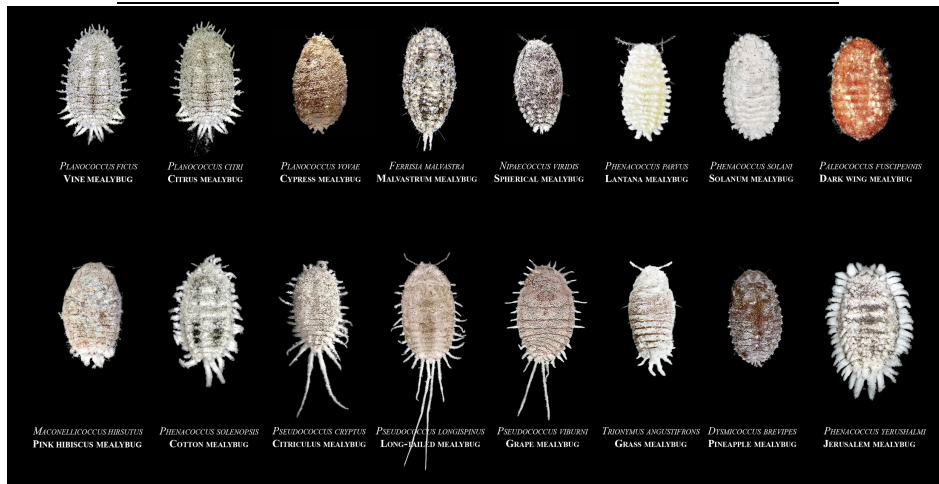 PLANOCOCCUS FICUS
VINE MEALYBUG
PLANOCOCCUS CITRI
CITRUS MEALYBUG
PLANOCOCCUS VOVAE
CYPRESS MEALYBUG
FERRISIA MALVASTRA
MALVASTRUM MEALYBUG
NIPAECOCCUS VIRIDIS
SPHERICAL MEALYBUG
PHENACOCCUS PARVUS
LANTANA MEALYBUG
PHENACOCCUS SOLANI
SOLANUM MEALYBUG
PALEOCOCCUS FUSCIPENNIS
DARK WING MEALYBUG
MACONELLICOCCUS HIRSUTUS
PINK HIBISCUS MEALYBUG
PHENACOCCUS SOLENOPSIS
COTTON MEALYBUG
PSEUDOCOCCUS CRYPTUS
CITRICULUS MEALYBUG
PSEUDOCOCCUS LONGISPINUS
LONG-TAILED MEALYBUG
PSEUDOCOCCUS VIBURNI
GRAPE MEALYBUG
TRIONYMUS ANGUSTIFRONS
GRASS MEALYBUG
DYSMICOCCUS BREVIPES
PINEAPPLE MEALYBUG
PHENACOCCUS YERUSHALMI
JERUSALEM MEALYBUG